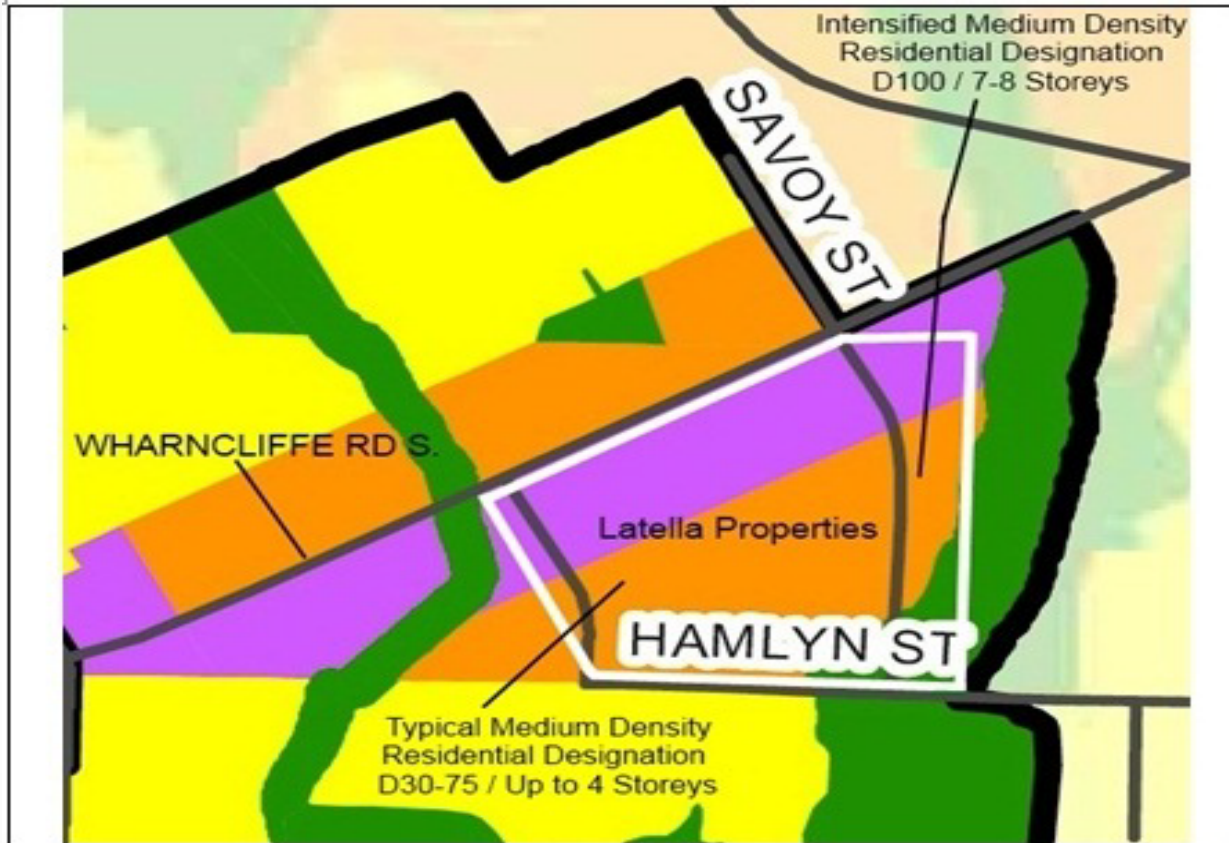 Intensified Medium Density
Residential Designation
D100 / 7-8 Storeys
SAVOY ST
WHARNCLIFFE RD S.
Latella Properties
HAMLYN ST
Typical Medium Density
Residential Designation
D30-75 / Up to 4 Storeys